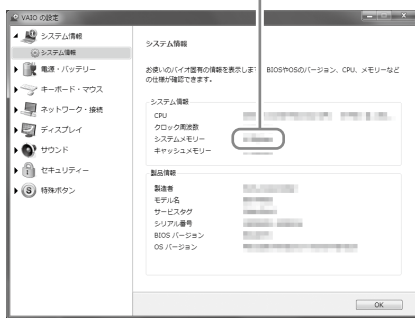 VAIO の設定
システム情報
システム情報
電源・バッテリー
キーボード・マウス
ネットワーク・接続
ディスプレイ
サウンド
セキュリティー
特殊ボタン
システム情報
お使いのバイオ固有の情報を表示します BIOSやOSのバージョン、CPU、メモリーなど
の仕様が確認できます。
システム情報
CPU
クロック周波数
システムメモリー
キャッシュメモリー
製品情報
製造者
モデル名
サービスタグ
シリアル番号
BIOS バージョン
OS バージョン
OK